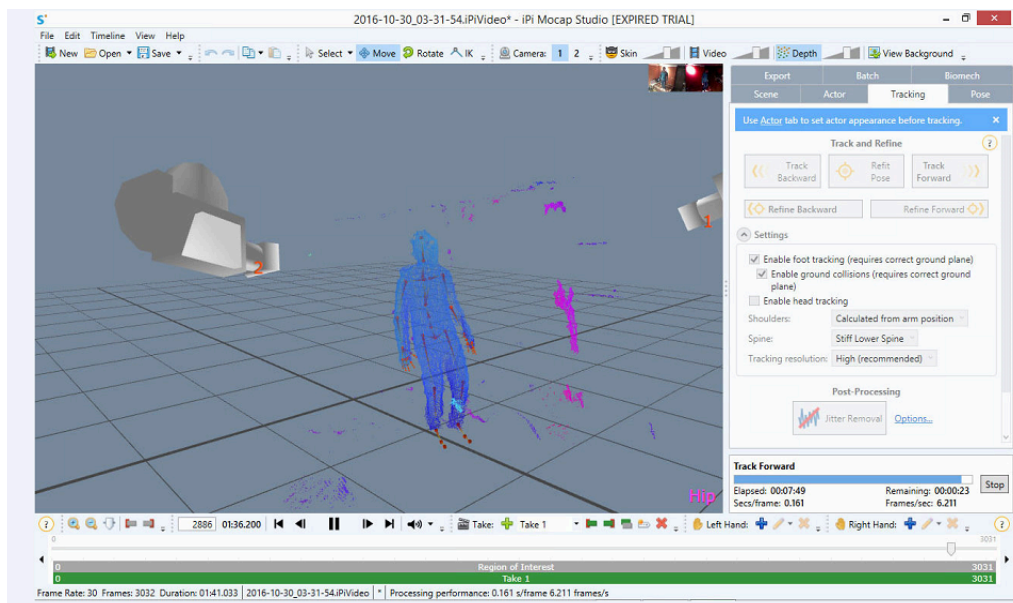 2016-10-30_03-31-54.iPiVideo* - iPi Mocap Studio [EXPIRED TRIAL]
File Edit Timeline View Help
New Open Save Select Move Rotate IK Camera: 1 2 Skin Video Depth View Background
Export Batch Biomech
Scene Actor Tracking Pose
Use Actor tab to set actor appearance before tracking.
Track and Refine
?
Track Backward
Refit Pose
Track Forward
Refine Backward Refine Forward
Settings
Enable foot tracking (requires correct ground plane)
Enable ground collisions (requires correct ground
plane)
Enable head tracking
Shoulders: Calculated from arm position
Spine: Stiff Lower Spine
Tracking resolution: High (recommended)
Post-Processing
Jitter Removal Options...
1
2
Hip
Track Forward
Stop
Elapsed: 00:07:49 Remaining: 00:00:23
Secs/frame: 0.161 Frames/sec: 6.211
? 2886 01:36.200 Take: Take 1 Left Hand: Right Hand: ?
0 3031
0 Region of Interest 3031
0 Take 1 3031
Frame Rate: 30 Frames: 3032 Duration: 01:41.033 2016-10-30_03-31-54.iPiVideo * Processing performance: 0.161 s/frame 6.211 frames/s